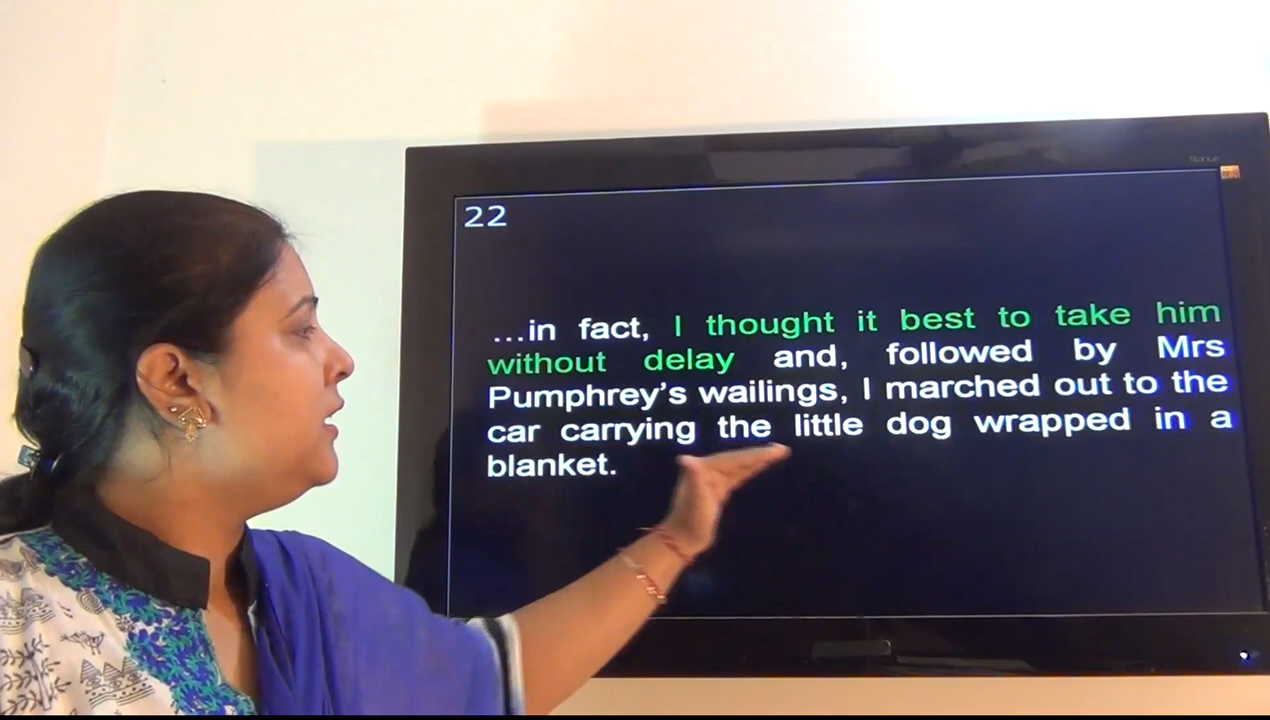 Titanius
22
...in fact, I thought it best to take him
without delay and, followed by Mrs
Pumphrey's wailings, I marched out to the
car carrying the little dog wrapped in a
blanket.